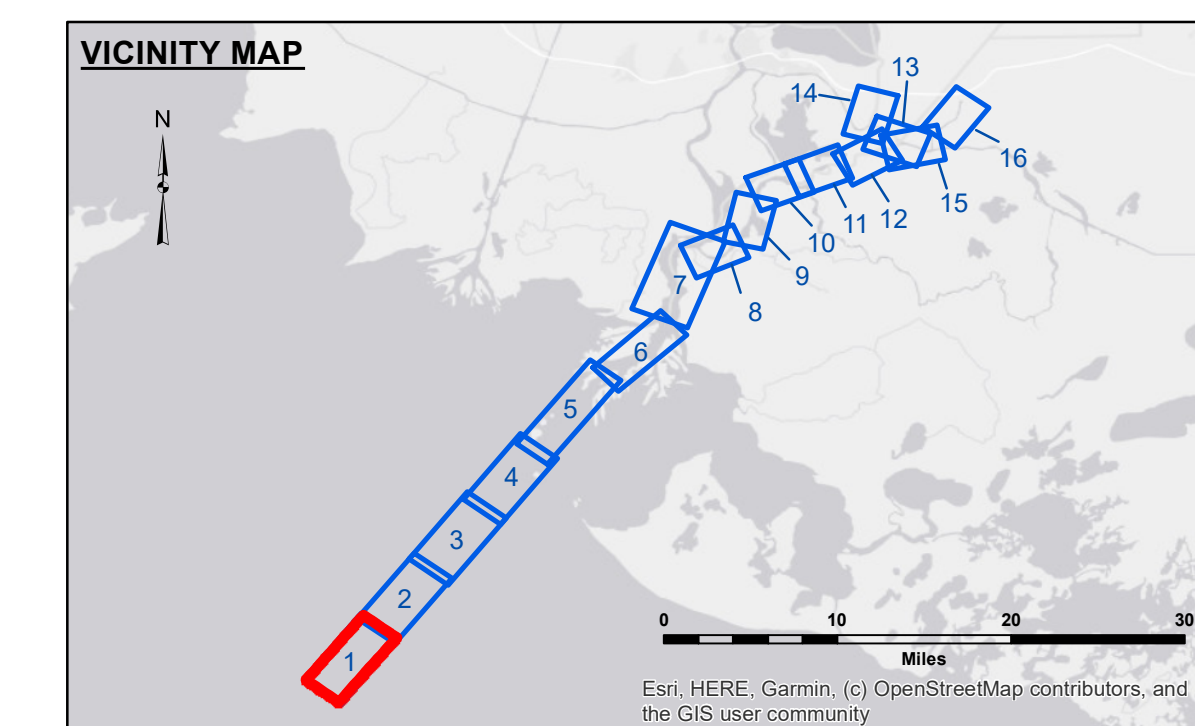 VICINITY MAP
N
13
14
16
15
12
11
10
9
7
8
6
5
4
3
2
1
0 10 20 30
Miles
Esri, HERE, Garmin, (c) OpenStreetMap contributors, and
the GIS user community